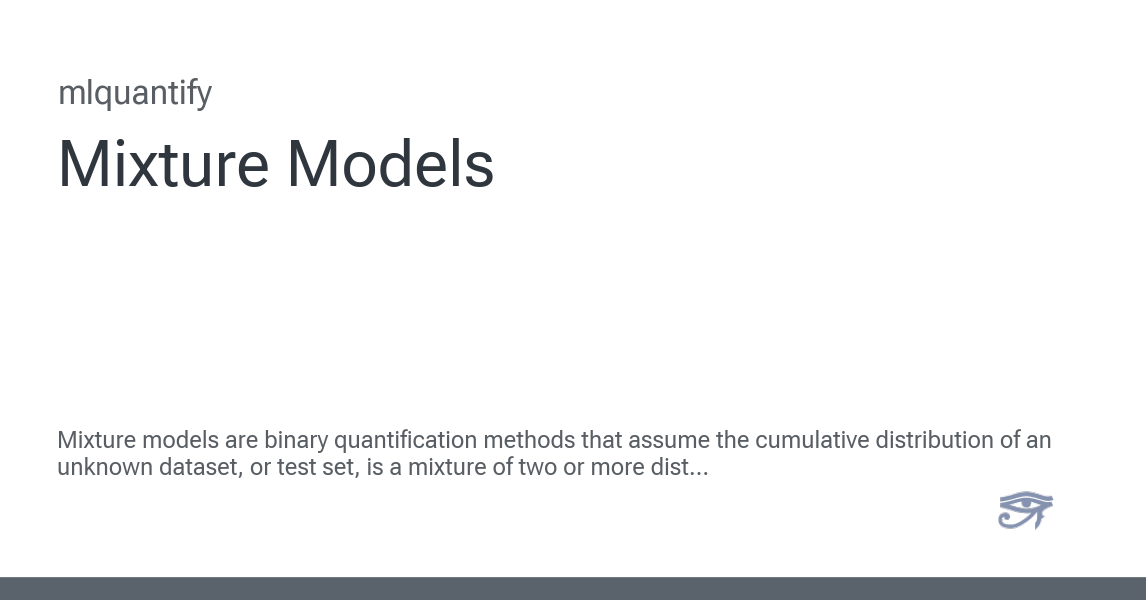 mlquantify
Mixture Models
Mixture models are binary quantification methods that assume the cumulative distribution of an
unknown dataset, or test set, is a mixture of two or more dist...